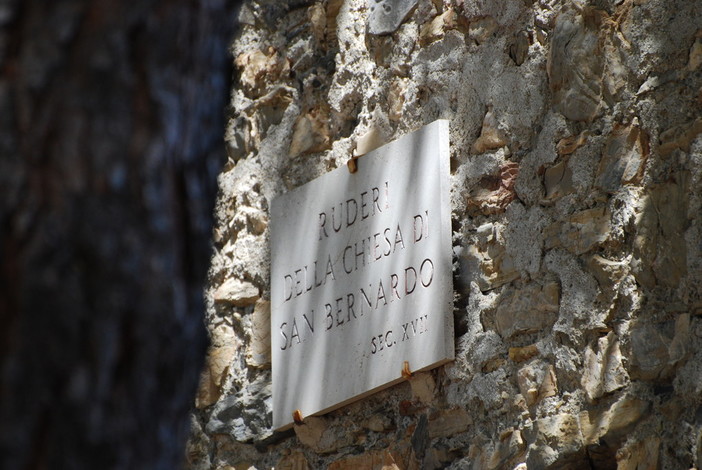 RUDERI
DELLA CHIESA DI
SAN BERNARDO
SEC. XVII